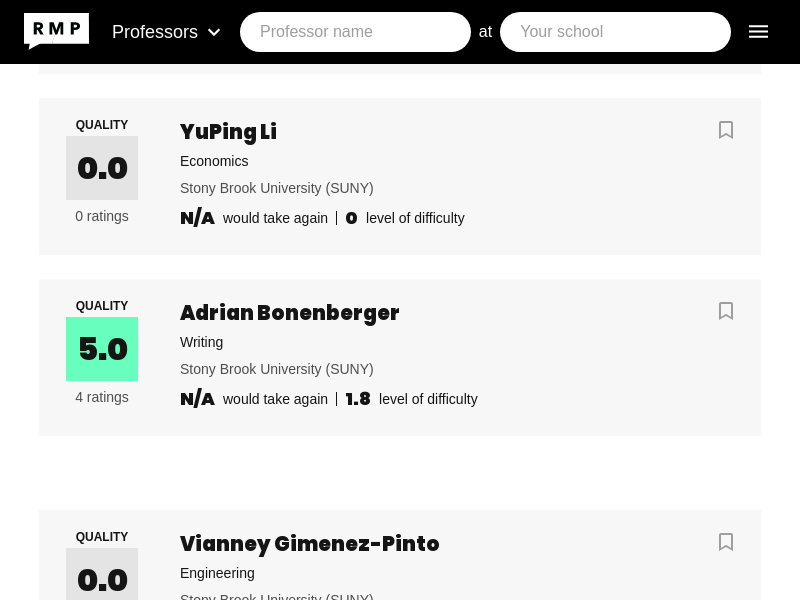 RMP Professors Professor name at Your school
QUALITY
0.0
0 ratings
YuPing Li
Economics
Stony Brook University (SUNY)
N/A would take again | 0 level of difficulty
QUALITY
5.0
4 ratings
Adrian Bonenberger
Writing
Stony Brook University (SUNY)
N/A would take again | 1.8 level of difficulty
QUALITY
0.0
Vianney Gimenez-Pinto
Engineering
Stony Brook University (SUNY)